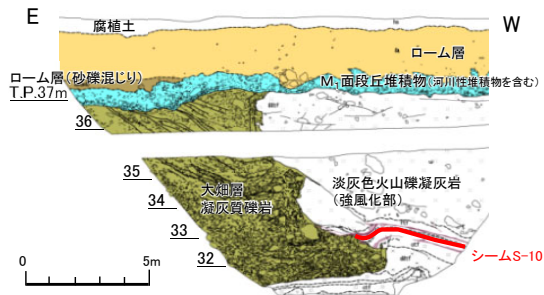 E
W
腐植土
ローム層
ローム層(砂礫混じり)
M₁面段丘堆積物(河川性堆積物を含む)
T.P.37m
36
35
大畑層
凝灰質礫岩
淡灰色火山礫凝灰岩
(強風化部)
34
33
32
シームS-10
0
5m